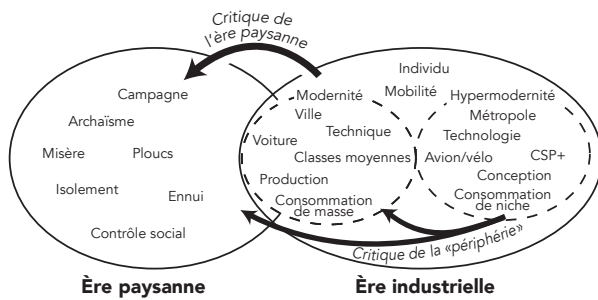 Critique de
l'ère paysanne
Campagne
Archaïsme
Misère
Ploucs
Isolement
Ennui
Contrôle social
Individu
Mobilité
Modernité
Ville
Technique
Voiture
Classes moyennes
Production
Consommation
de masse
Hypermodernité
Métropole
Technologie
Avion/vélo
CSP+
Conception
Consommation
de niche
Critique de la «périphérie»
Ère paysanne
Ère industrielle